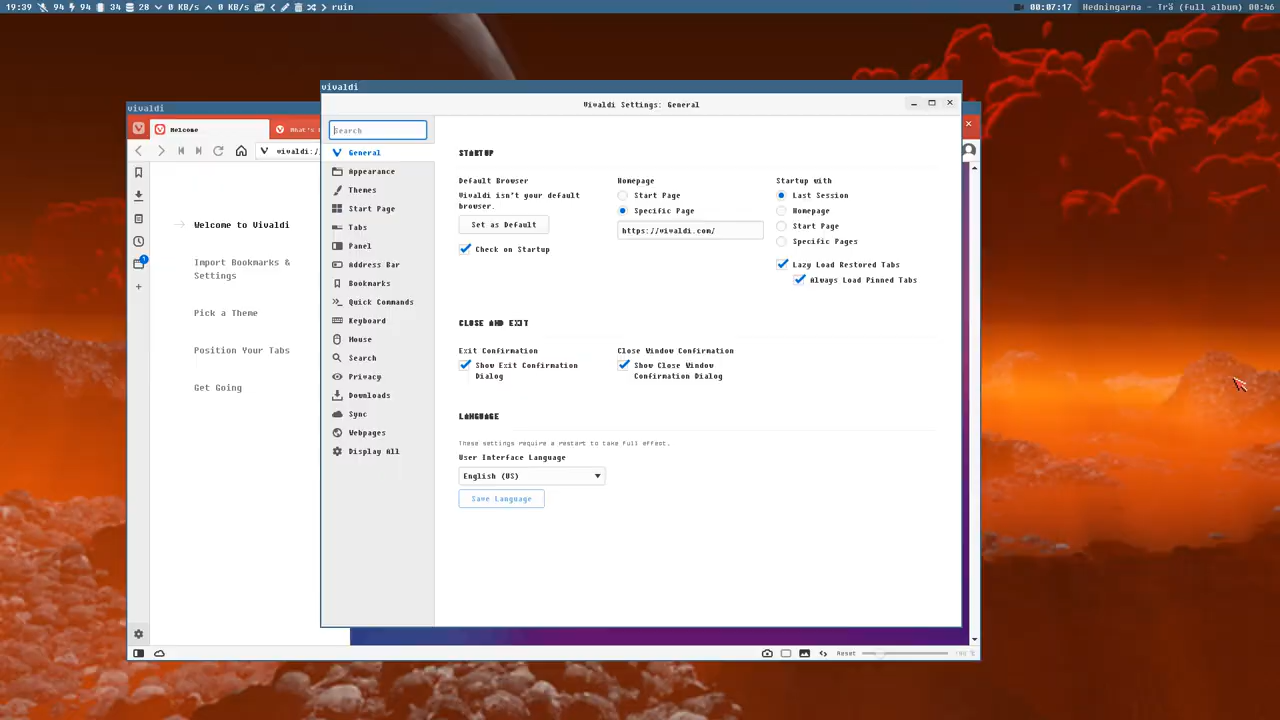 19:39 94 94 34 28 0 KB/s 0 KB/s ruin
00:07:17 Hedningarna - Trä (full album) 00:46
vivaldi
vivaldi
Vivaldi Settings: General
Welcome
What's
vivaldi:/
Welcome to Vivaldi
Import Bookmarks &
Settings
Pick a Theme
Position Your Tabs
Get Going
1
Search
General
Appearance
Themes
Start Page
Tabs
Panel
Address Bar
Bookmarks
Quick Commands
Keyboard
Mouse
Search
Privacy
Downloads
Sync
Webpages
Display All
STARTUP
Default Browser
Vivaldi isn't your default
browser.
Set as Default
Check on Startup
Homepage
Start Page
Specific Page
https://vivaldi.com/
Startup with
Last Session
Homepage
Start Page
Specific Pages
Lazy Load Restored Tabs
Always Load Pinned Tabs
CLOSE AND EXIT
Exit Confirmation
Show Exit Confirmation
Dialog
Close Window Confirmation
Show Close Window
Confirmation Dialog
LANGUAGE
These settings require a restart to take full effect.
User Interface Language
English (US)
Save Language
Reset